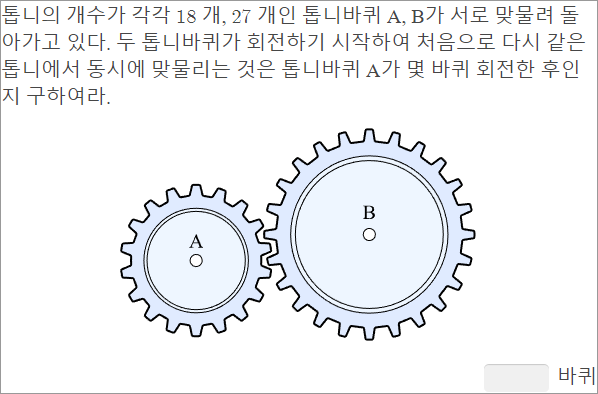 톱니의 개수가 각각 18 개, 27 개인 톱니바퀴 A, B가 서로 맞물려 돌
아가고 있다. 두 톱니바퀴가 회전하기 시작하여 처음으로 다시 같은
톱니에서 동시에 맞물리는 것은 톱니바퀴 A가 몇 바퀴 회전한 후인
지 구하여라.
B
A
바퀴